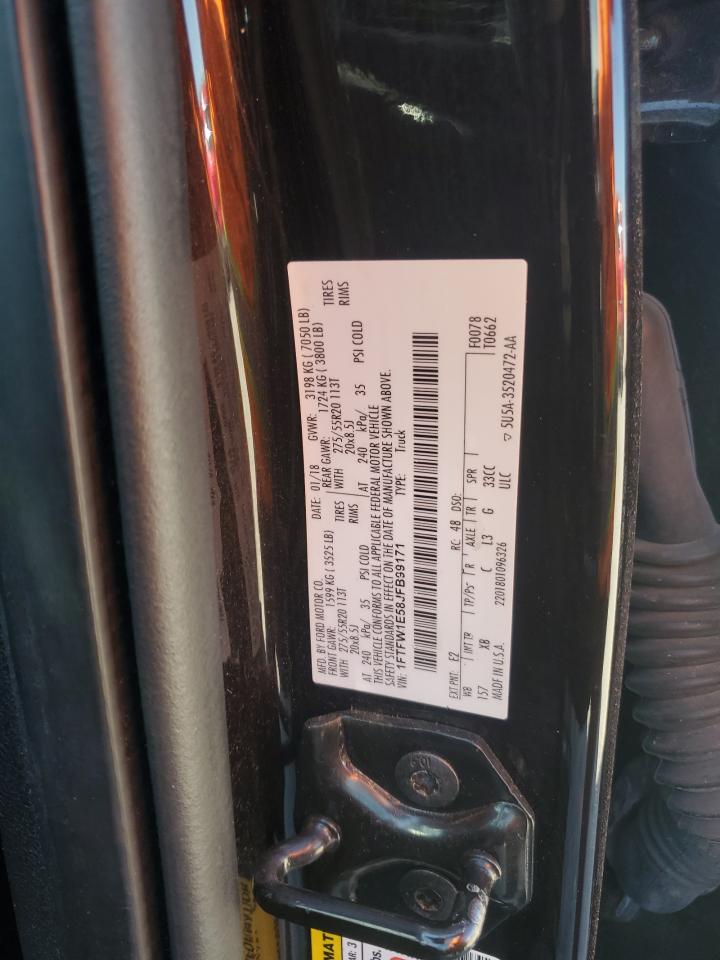 MFD. BY FORD MOTOR CO. DATE: 01/18 GVWR: 3198 KG ( 7050 LB)
FRONT GAWR: 1599 KG ( 3525 LB) REAR GAWR: 1724 KG ( 3800 LB)
WITH 275/55R20 113T TIRES WITH 275/55R20 113T TIRES
20x8.5J RIMS 20x8.5J RIMS
AT 240 kPa/ 35 PSI COLD AT 240 kPa/ 35 PSI COLD
THIS VEHICLE CONFORMS TO ALL APPLICABLE FEDERAL MOTOR VEHICLE
SAFETY STANDARDS IN EFFECT ON THE DATE OF MANUFACTURE SHOWN ABOVE.
VIN: 1FTFW1E58JFB99171 TYPE: Truck
EXT PNT: E2 RC: 48 DSO: F0078
WB INT TR TP/PS R AXLE TR SPR T0662
157 XB C L3 G 33CC
MADE IN U.S.A. 2201801096326 ULC 5U5A-3520472-AA